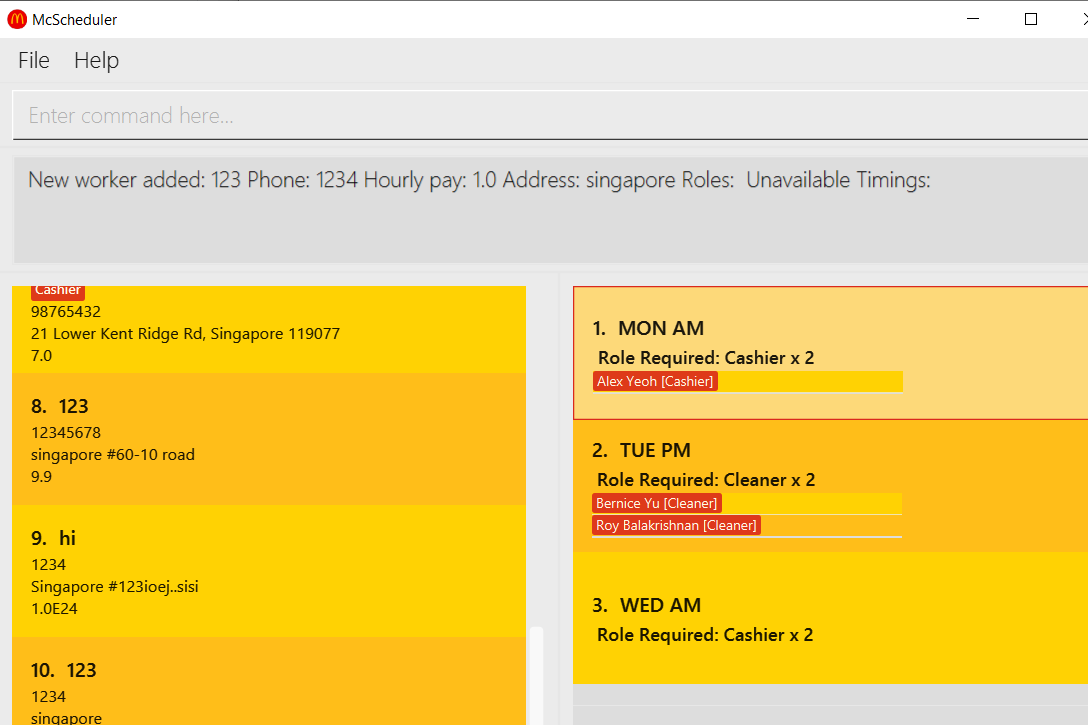 McScheduler
File Help
Enter command here...
New worker added: 123 Phone: 1234 Hourly pay: 1.0 Address: singapore Roles:  Unavailable Timings:
Cashier
98765432
21 Lower Kent Ridge Rd, Singapore 119077
7.0
8. 123
12345678
singapore #60-10 road
9.9
9. hi
1234
Singapore #123ioej..sisi
1.0E24
10. 123
1234
singapore
1. MON AM
Role Required: Cashier x 2
Alex Yeoh [Cashier]
2. TUE PM
Role Required: Cleaner x 2
Bernice Yu [Cleaner]
Roy Balakrishnan [Cleaner]
3. WED AM
Role Required: Cashier x 2